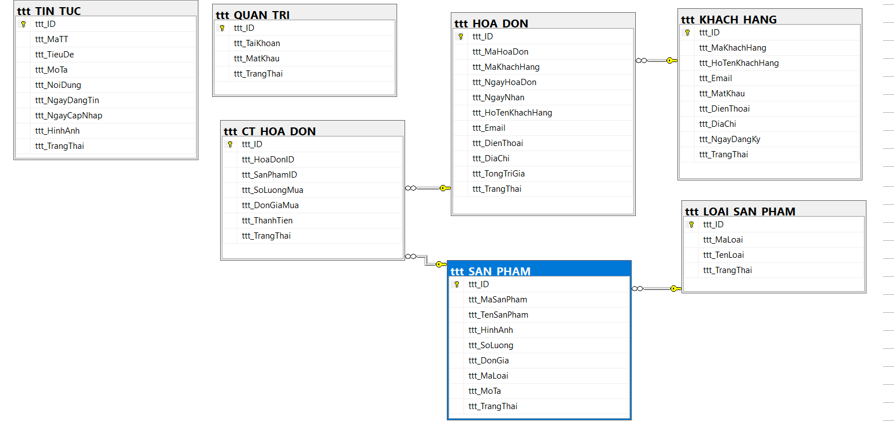 ttt_TIN_TUC
ttt_ID
ttt_MaTT
ttt_TieuDe
ttt_MoTa
ttt_NoiDung
ttt_NgayDangTin
ttt_NgayCapNhap
ttt_HinhAnh
ttt_TrangThai
ttt_QUAN_TRI
ttt_ID
ttt_TaiKhoan
ttt_MatKhau
ttt_TrangThai
ttt_HOA_DON
ttt_ID
ttt_MaHoaDon
ttt_MaKhachHang
ttt_NgayHoaDon
ttt_NgayNhan
ttt_HoTenKhachHang
ttt_Email
ttt_DienThoai
ttt_DiaChi
ttt_TongTriGia
ttt_TrangThai
ttt_KHACH_HANG
ttt_ID
ttt_MaKhachHang
ttt_HoTenKhachHang
ttt_Email
ttt_MatKhau
ttt_DienThoai
ttt_DiaChi
ttt_NgayDangKy
ttt_TrangThai
ttt_CT_HOA_DON
ttt_ID
ttt_HoaDonID
ttt_SanPhamID
ttt_SoLuongMua
ttt_DonGiaMua
ttt_ThanhTien
ttt_TrangThai
ttt_LOAI_SAN_PHAM
ttt_ID
ttt_MaLoai
ttt_TenLoai
ttt_TrangThai
ttt_SAN_PHAM
ttt_ID
ttt_MaSanPham
ttt_TenSanPham
ttt_HinhAnh
ttt_SoLuong
ttt_DonGia
ttt_MaLoai
ttt_MoTa
ttt_TrangThai